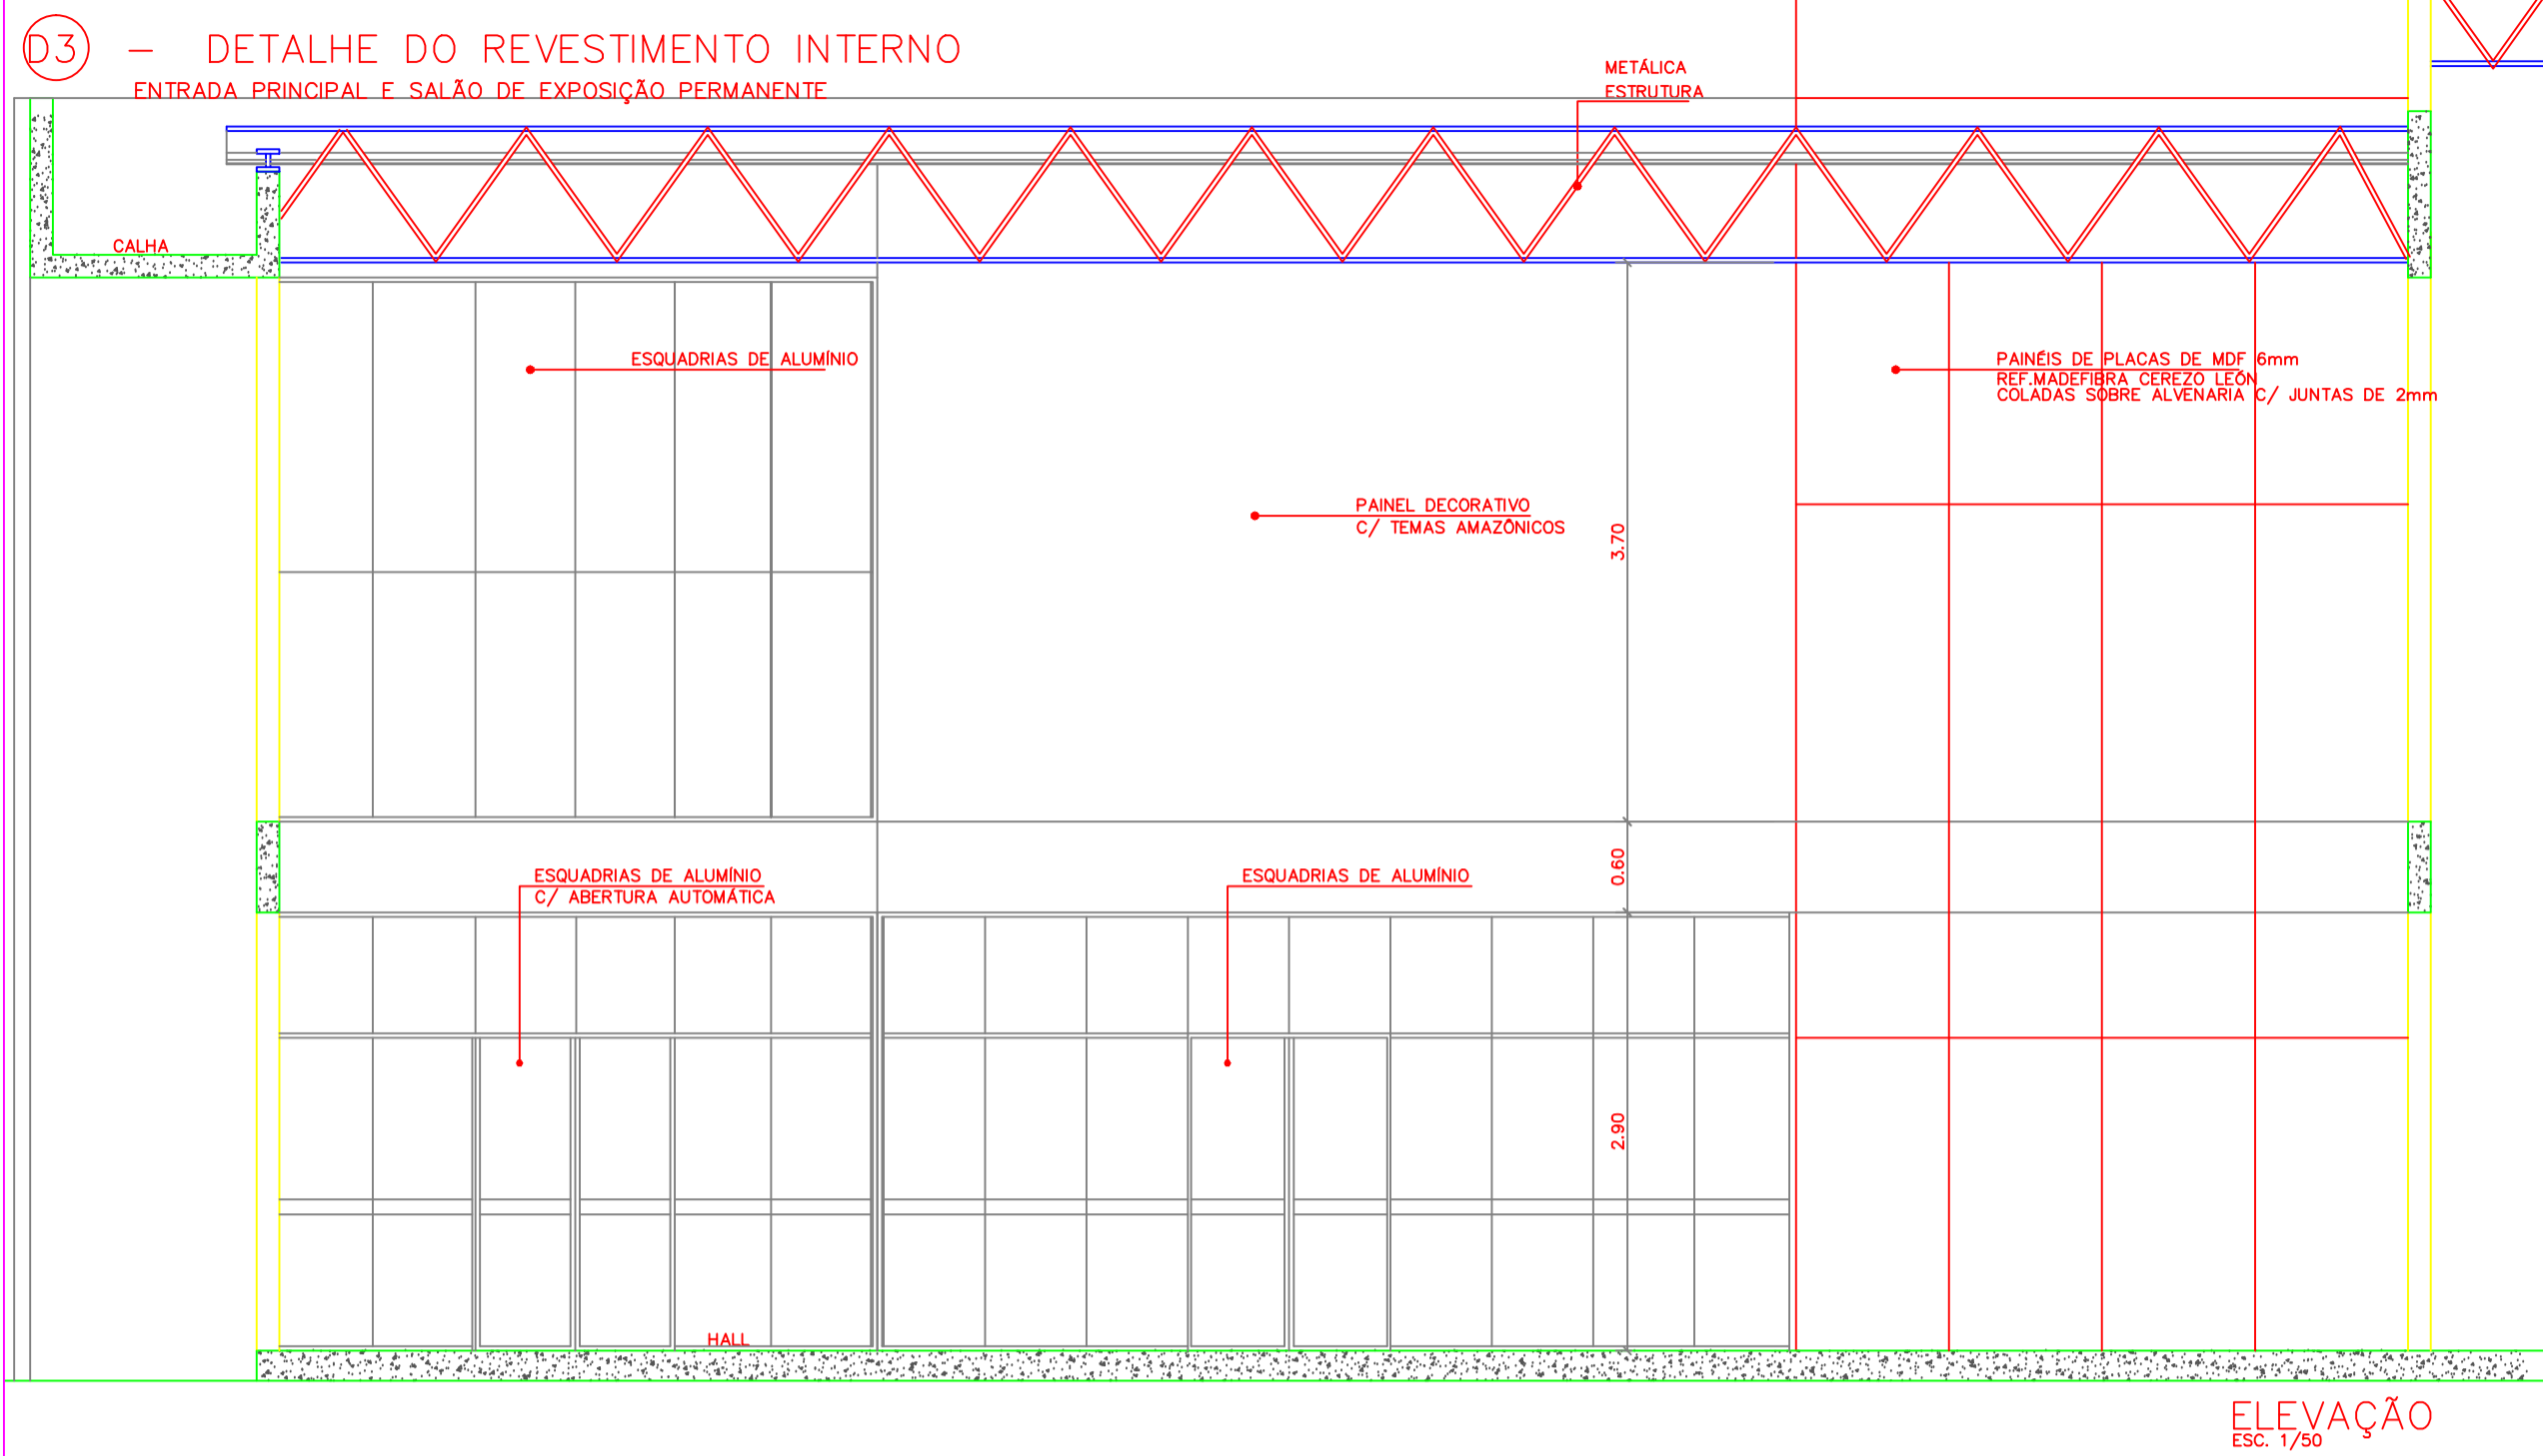 D3 - DETALHE DO REVESTIMENTO INTERNO
ENTRADA PRINCIPAL E SALÃO DE EXPOSIÇÃO PERMANENTE
METÁLICA
ESTRUTURA
CALHA
ESQUADRIAS DE ALUMÍNIO
PAINÉIS DE PLACAS DE MDF 6mm
REF.MADEFIBRA CEREZO LEÓN
COLADAS SOBRE ALVENARIA C/ JUNTAS DE 2mm
PAINEL DECORATIVO
C/ TEMAS AMAZÔNICOS
3.70
0.60
ESQUADRIAS DE ALUMÍNIO
C/ ABERTURA AUTOMÁTICA
ESQUADRIAS DE ALUMÍNIO
2.90
HALL
ELEVAÇÃO
ESC. 1/50